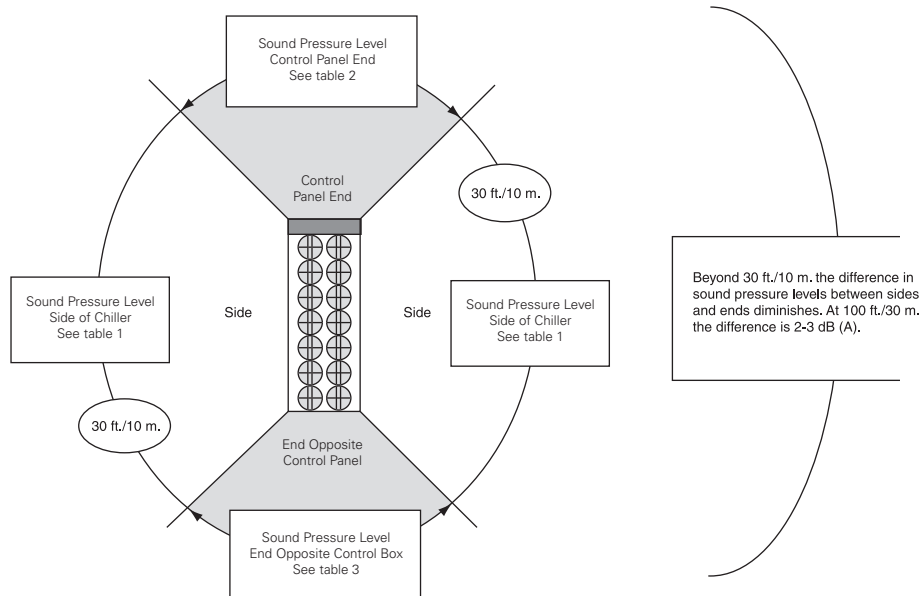 Sound Pressure Level
Control Panel End
See table 2
Control
Panel End
30 ft./10 m.
Sound Pressure Level
Side of Chiller
See table 1
Side
Side
Sound Pressure Level
Side of Chiller
See table 1
30 ft./10 m.
End Opposite
Control Panel
Sound Pressure Level
End Opposite Control Box
See table 3
Beyond 30 ft./10 m. the difference in
sound pressure levels between sides
and ends diminishes. At 100 ft./30 m.
the difference is 2-3 dB (A).